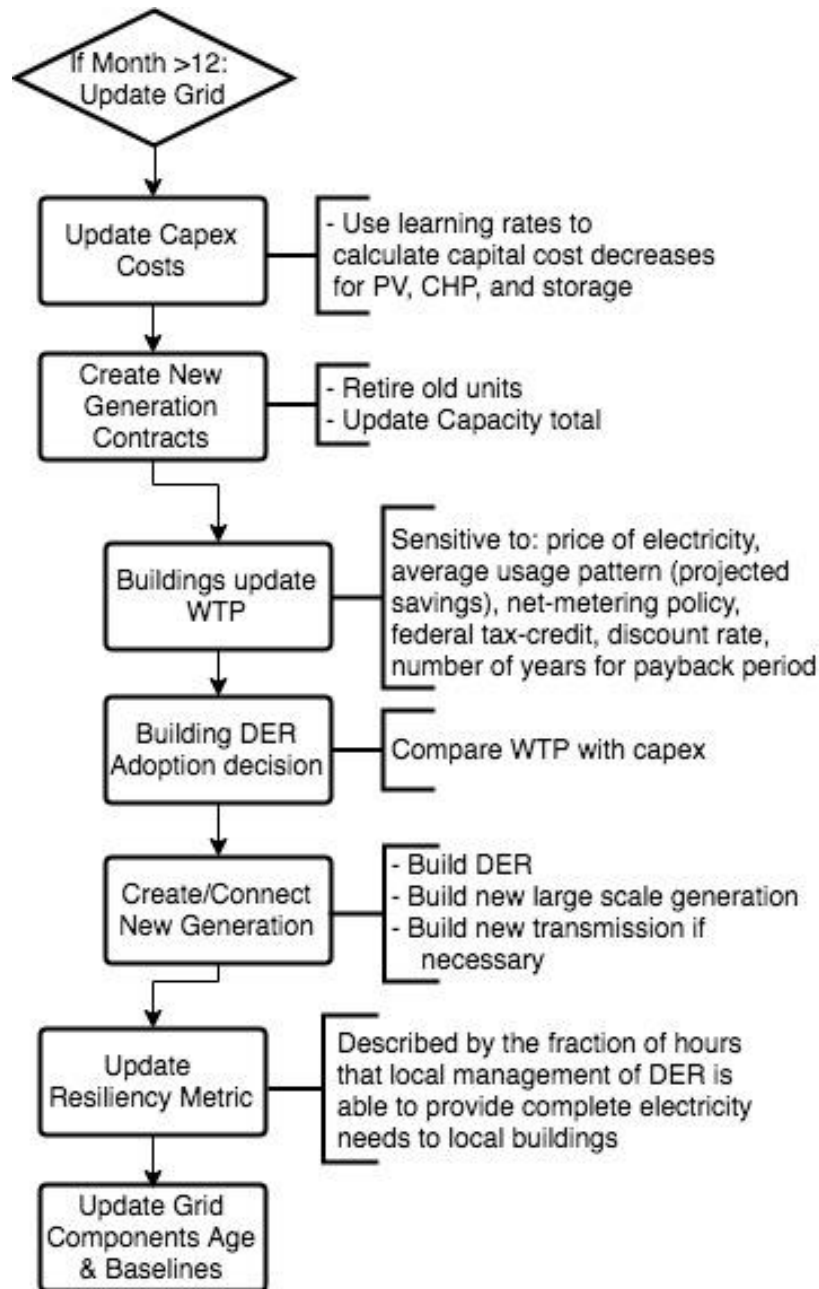 If Month >12:
Update Grid
Update Capex
Costs
- Use learning rates to
calculate capital cost decreases
for PV, CHP, and storage
Create New
Generation
Contracts
- Retire old units
- Update Capacity total
Buildings update
WTP
Sensitive to: price of electricity,
average usage pattern (projected
savings), net-metering policy,
federal tax-credit, discount rate,
number of years for payback period
Building DER
Adoption decision
Compare WTP with capex
Create/Connect
New Generation
- Build DER
- Build new large scale generation
- Build new transmission if
necessary
Update
Resiliency Metric
Described by the fraction of hours
that local management of DER is
able to provide complete electricity
needs to local buildings
Update Grid
Components Age
& Baselines